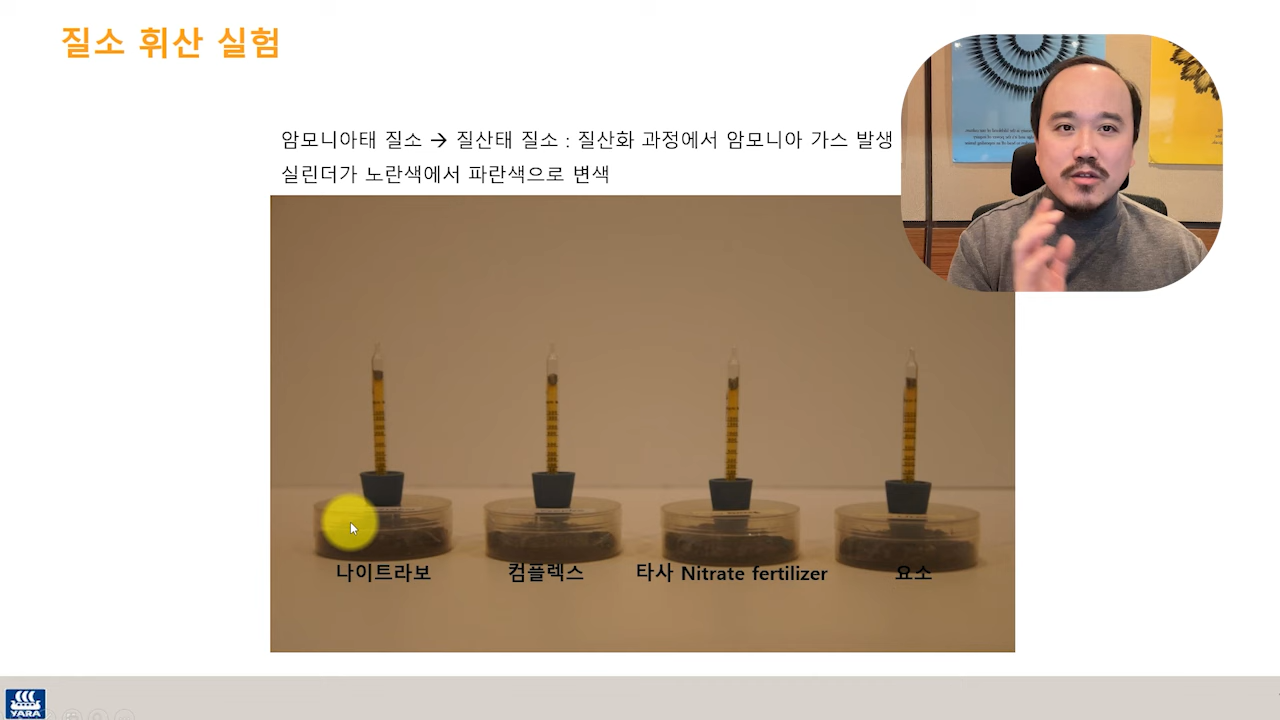 질소 휘산 실험
암모니아태 질소 → 질산태 질소 : 질산화 과정에서 암모니아 가스 발생
실린더가 노란색에서 파란색으로 변색
나이트라보
컴플렉스
타사 Nitrate fertilizer
요소
YARA